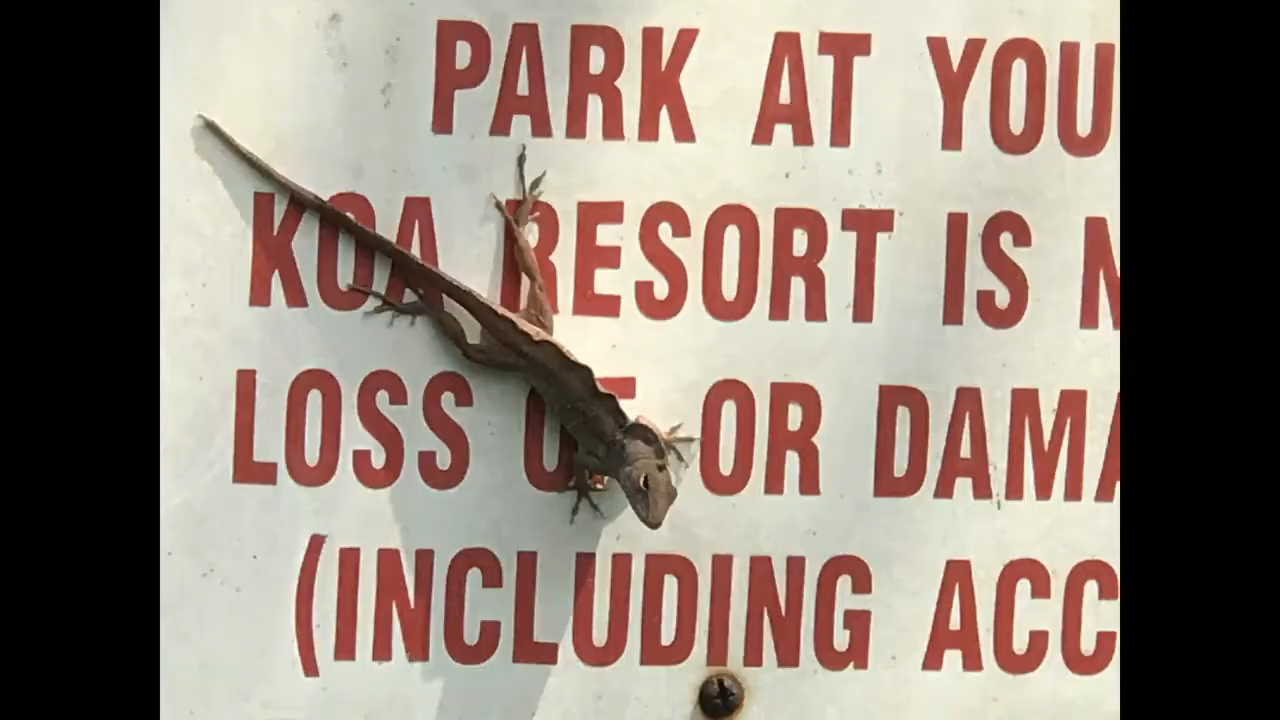 PARK AT YOU
KOA RESORT IS
LOSS OF OR DAMA
(INCLUDING ACC